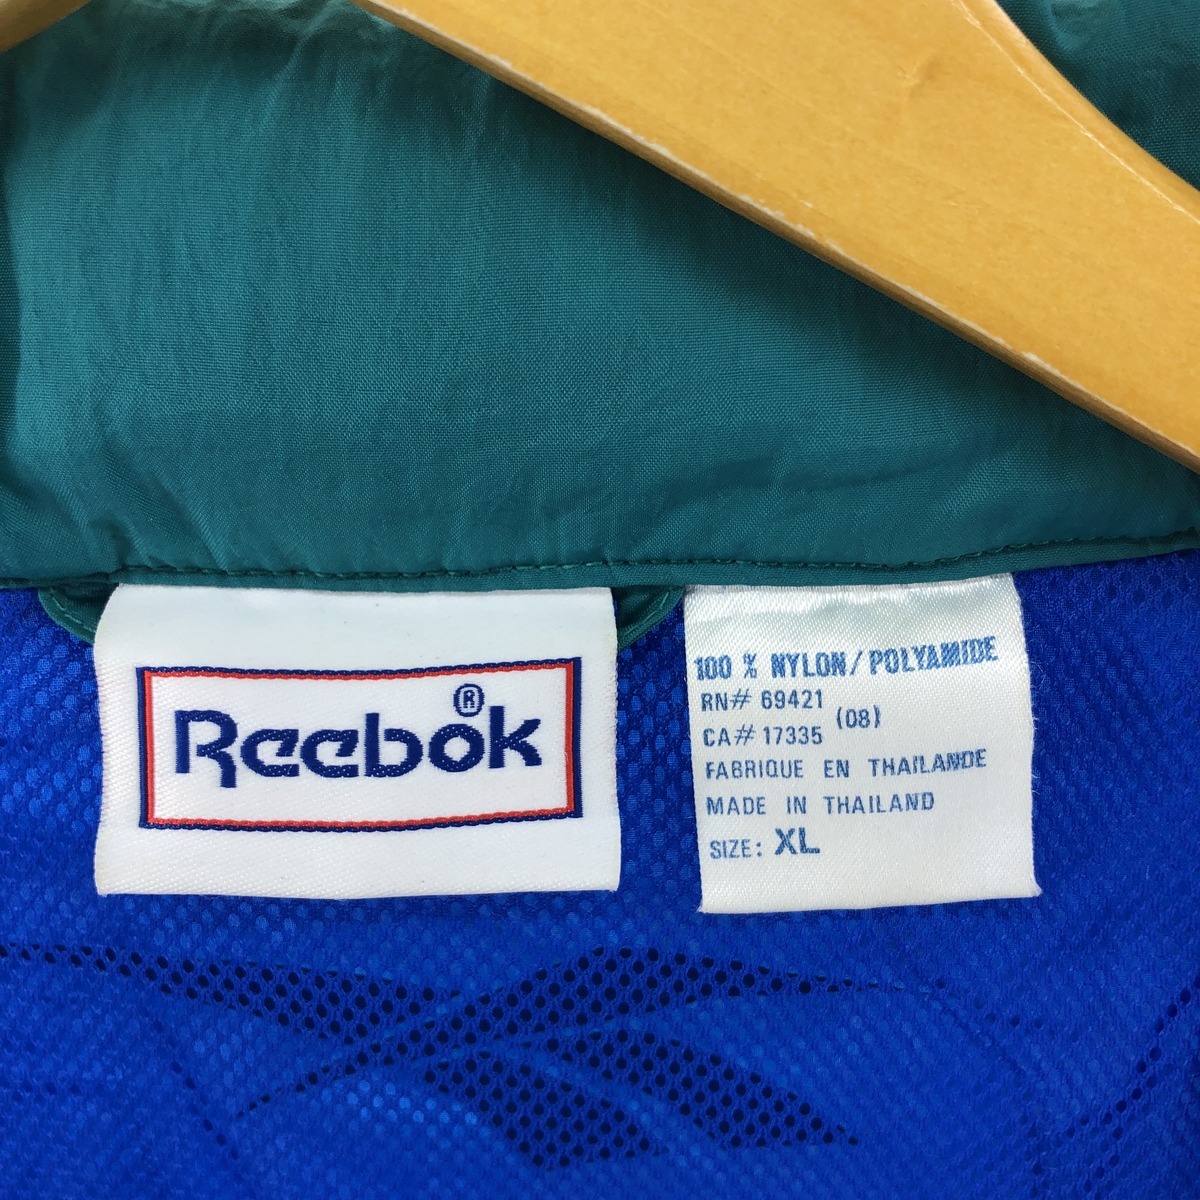 Reebok ®
100 % NYLON/POLYAMIDE
RN# 69421
(08)
CA# 17335
FABRIQUE EN THAILANDE
MADE IN THAILAND
SIZE: XL